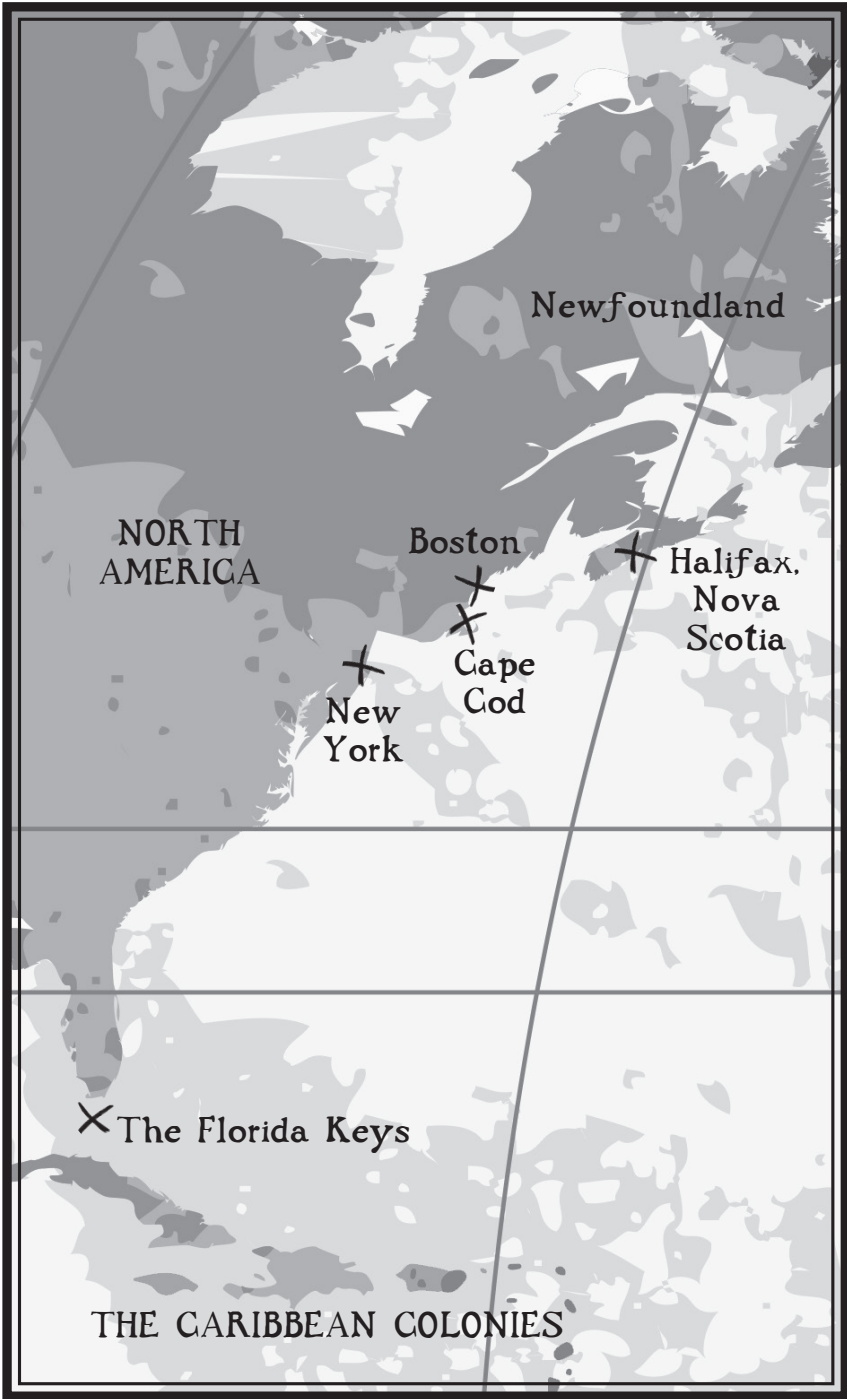 Newfoundland
NORTH
AMERICA
Boston
Halifax,
Nova
Scotia
Cape
Cod
New
York
The Florida Keys
THE CARIBBEAN COLONIES